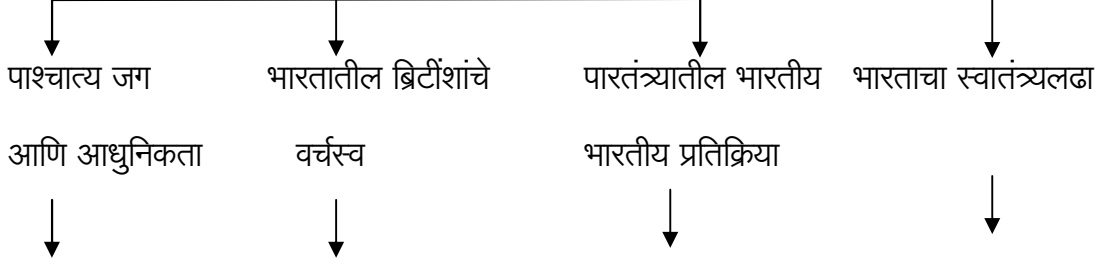 पाश्चात्य जग भारतातील ब्रिटींशांचे पारतंत्र्यातील भारतीय भारताचा स्वातंत्र्यलढा
आणि आधुनिकता वर्चस्व भारतीय प्रतिक्रिया